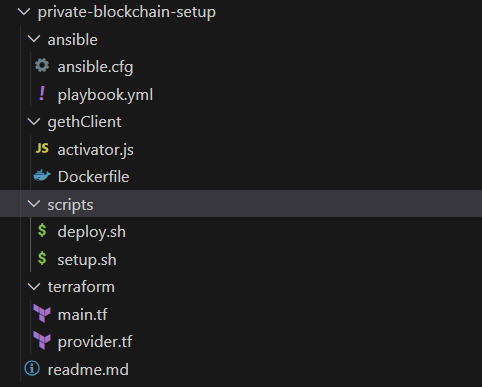 private-blockchain-setup
ansible
ansible.cfg
! playbook.yml
gethClient
JS activator.js
Dockerfile
scripts
$ deploy.sh
$ setup.sh
terraform
main.tf
provider.tf
readme.md